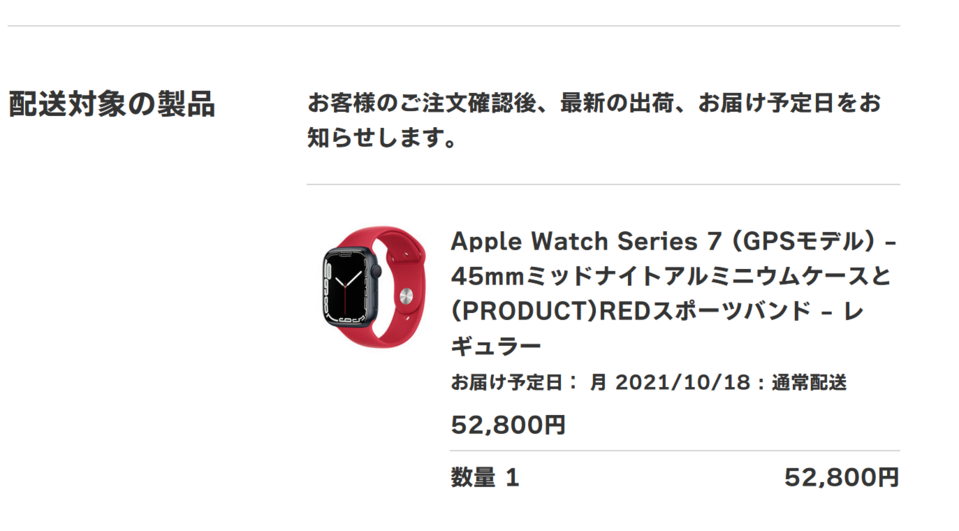 配送対象の製品
お客様のご注文確認後、最新の出荷、お届け予定日をお
知らせします。
Apple Watch Series 7 (GPSモデル) –
45mmミッドナイトアルミニウムケースと
(PRODUCT)REDスポーツバンド – レ
ギュラー
お届け予定日： 月 2021/10/18 : 通常配送
52,800円
数量 1 52,800円